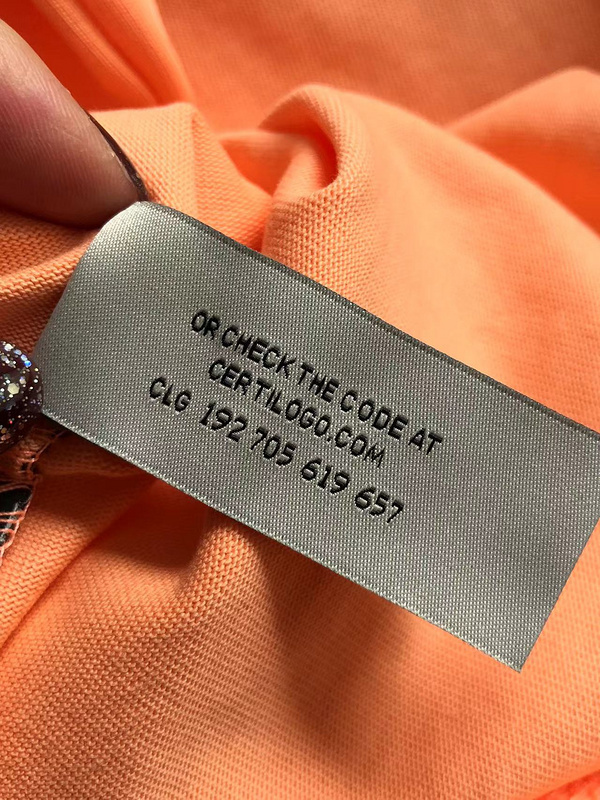 OR CHECK THE CODE AT
CERTILOGO.COM
CLG 192 705 619 657